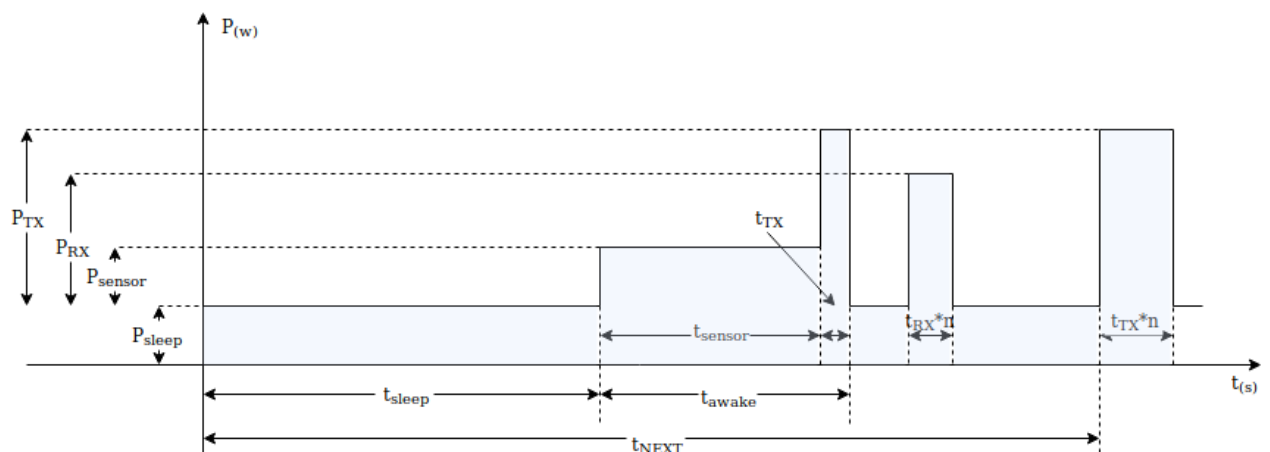 P(w)
PTX
PRX
Psensor
Psleep
tTX
tsensor
tRX*n
tTX*n
t(s)
tsleep
tawake
tNEXT